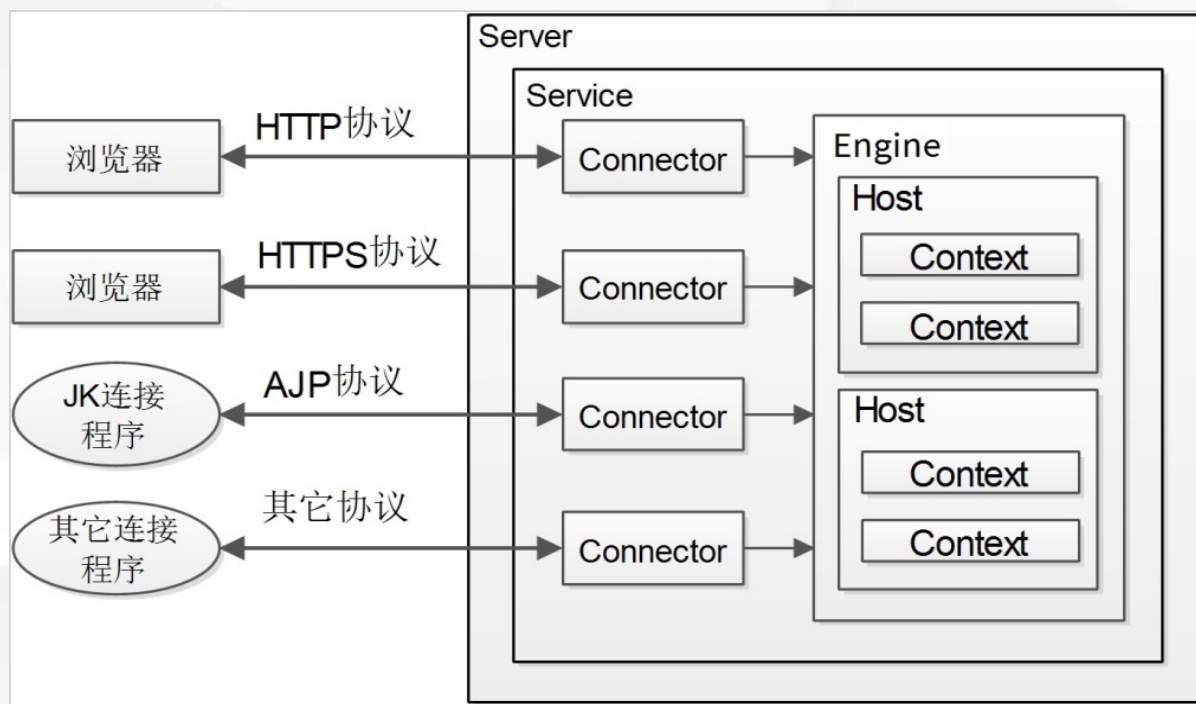 Server
Service
HTTP协议
浏览器
Connector
Engine
Host
Context
Context
HTTPS协议
浏览器
Connector
AJP协议
JK连接
程序
Connector
Host
Context
Context
其它协议
其它连接
程序
Connector